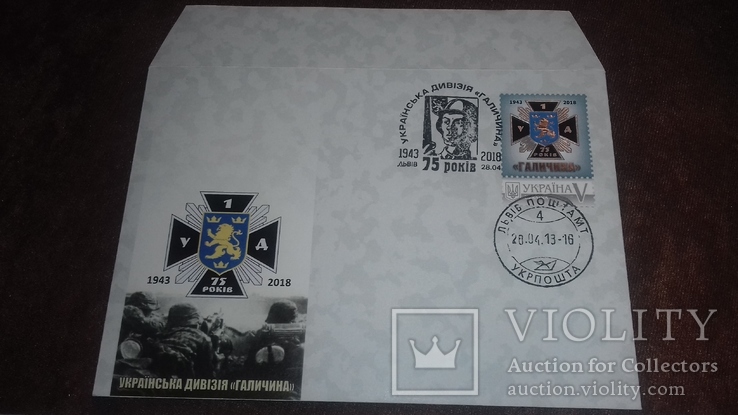 УКРАЇНСЬКА ДИВІЗІЯ «ГАЛИЧИНА»
1943 2018
ЛЬВІВ 75 РОКІВ 28.04.
1943 1 2018
У Д
75
РОКІВ
«ГАЛИЧИНА»
УКРАЇНА V
ЛЬВІВ ПОШТАМТ
4
28.04.18-16
УКРПОШТА
1
У Д
1943 75 2018
РОКІВ
УКРАЇНСЬКА ДИВІЗІЯ «ГАЛИЧИНА»
VIOLITY
Auction for Collectors
auction.violity.com